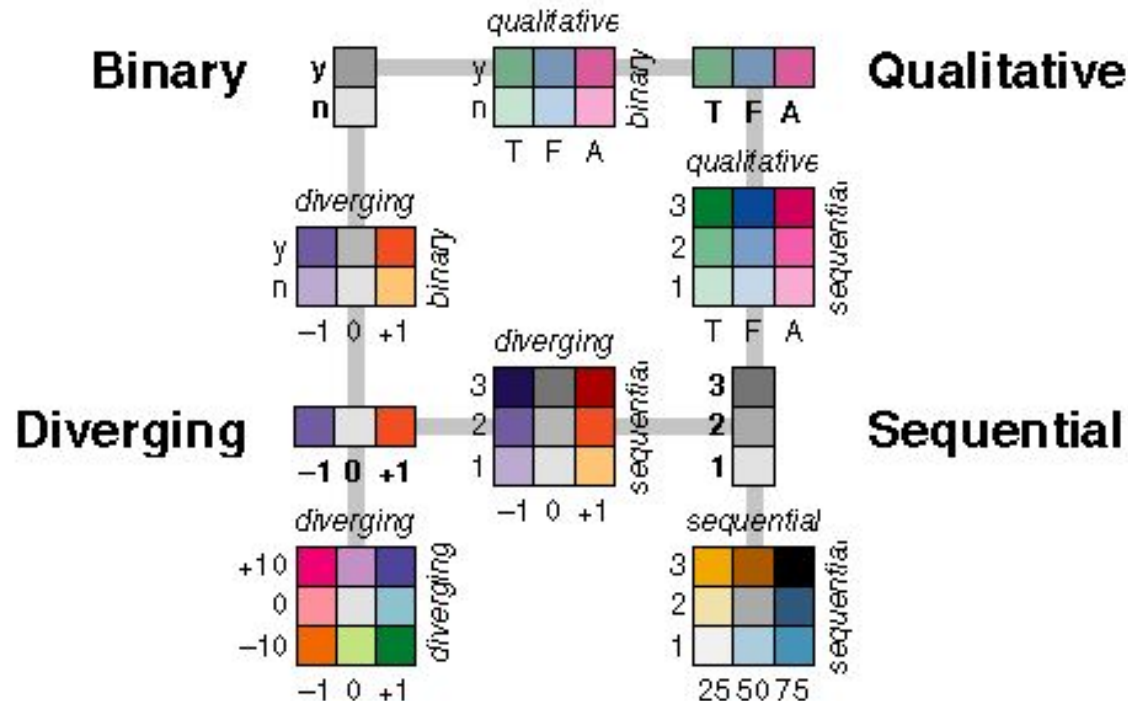 qualitative
Binary y y binary Qualitative
n n
T F A T F A
qualitative
diverging 3 sequential
y binary 2
n 1
−1 0 +1 T F A
diverging
3 sequential 3
Diverging 2 2 Sequential
−1 0 +1 1 1
−1 0 +1
diverging sequential
+10 diverging 3 sequential
0 2
−10 1
−1 0 +1 25 50 75